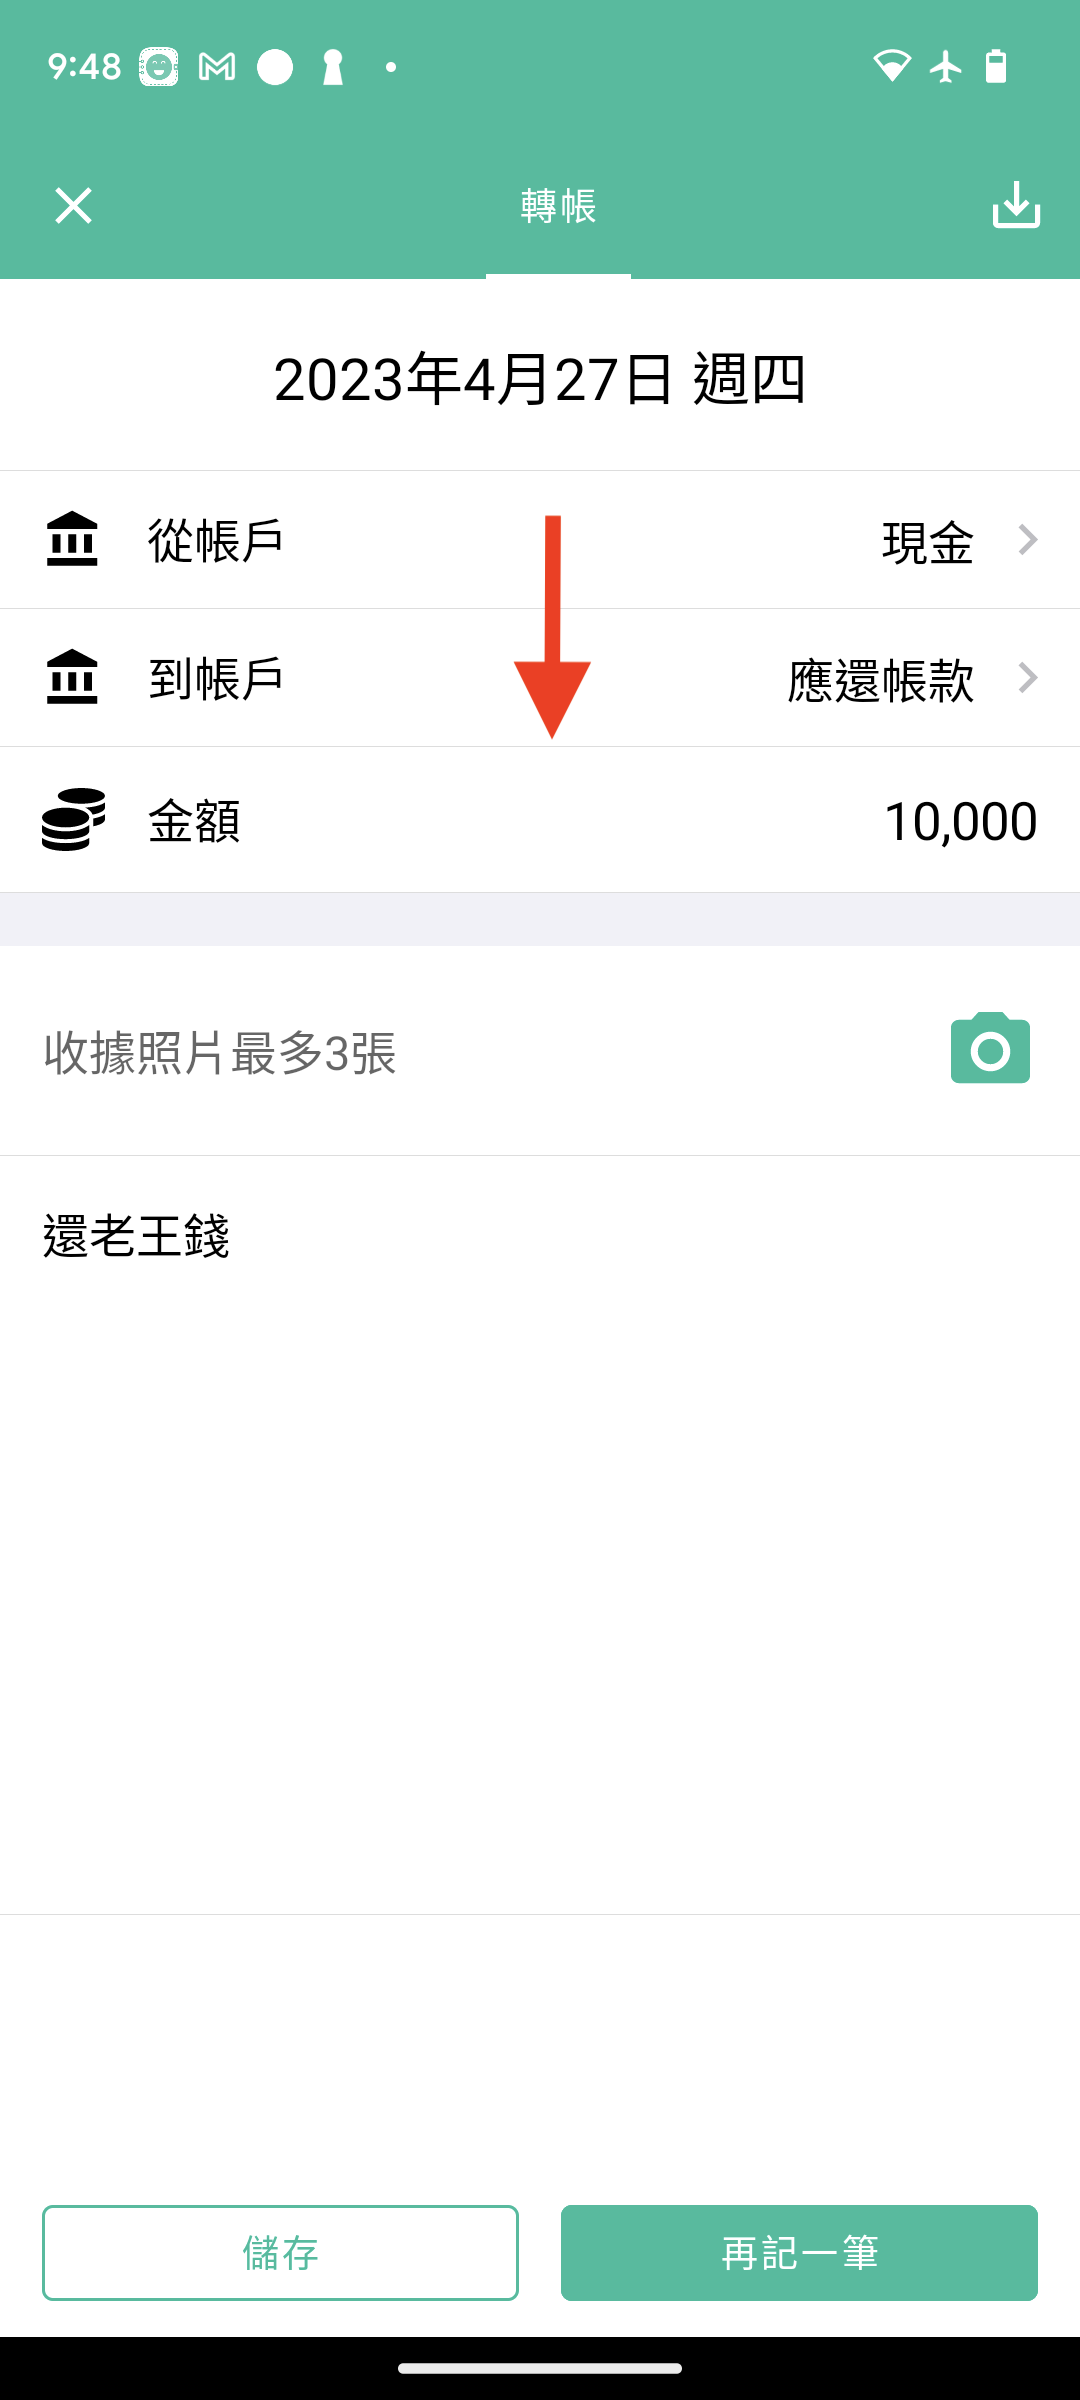 9:48
轉帳
2023年4月27日 週四
從帳戶 現金
到帳戶 應還帳款
金額 10,000
收據照片最多3張
還老王錢
儲存 再記一筆